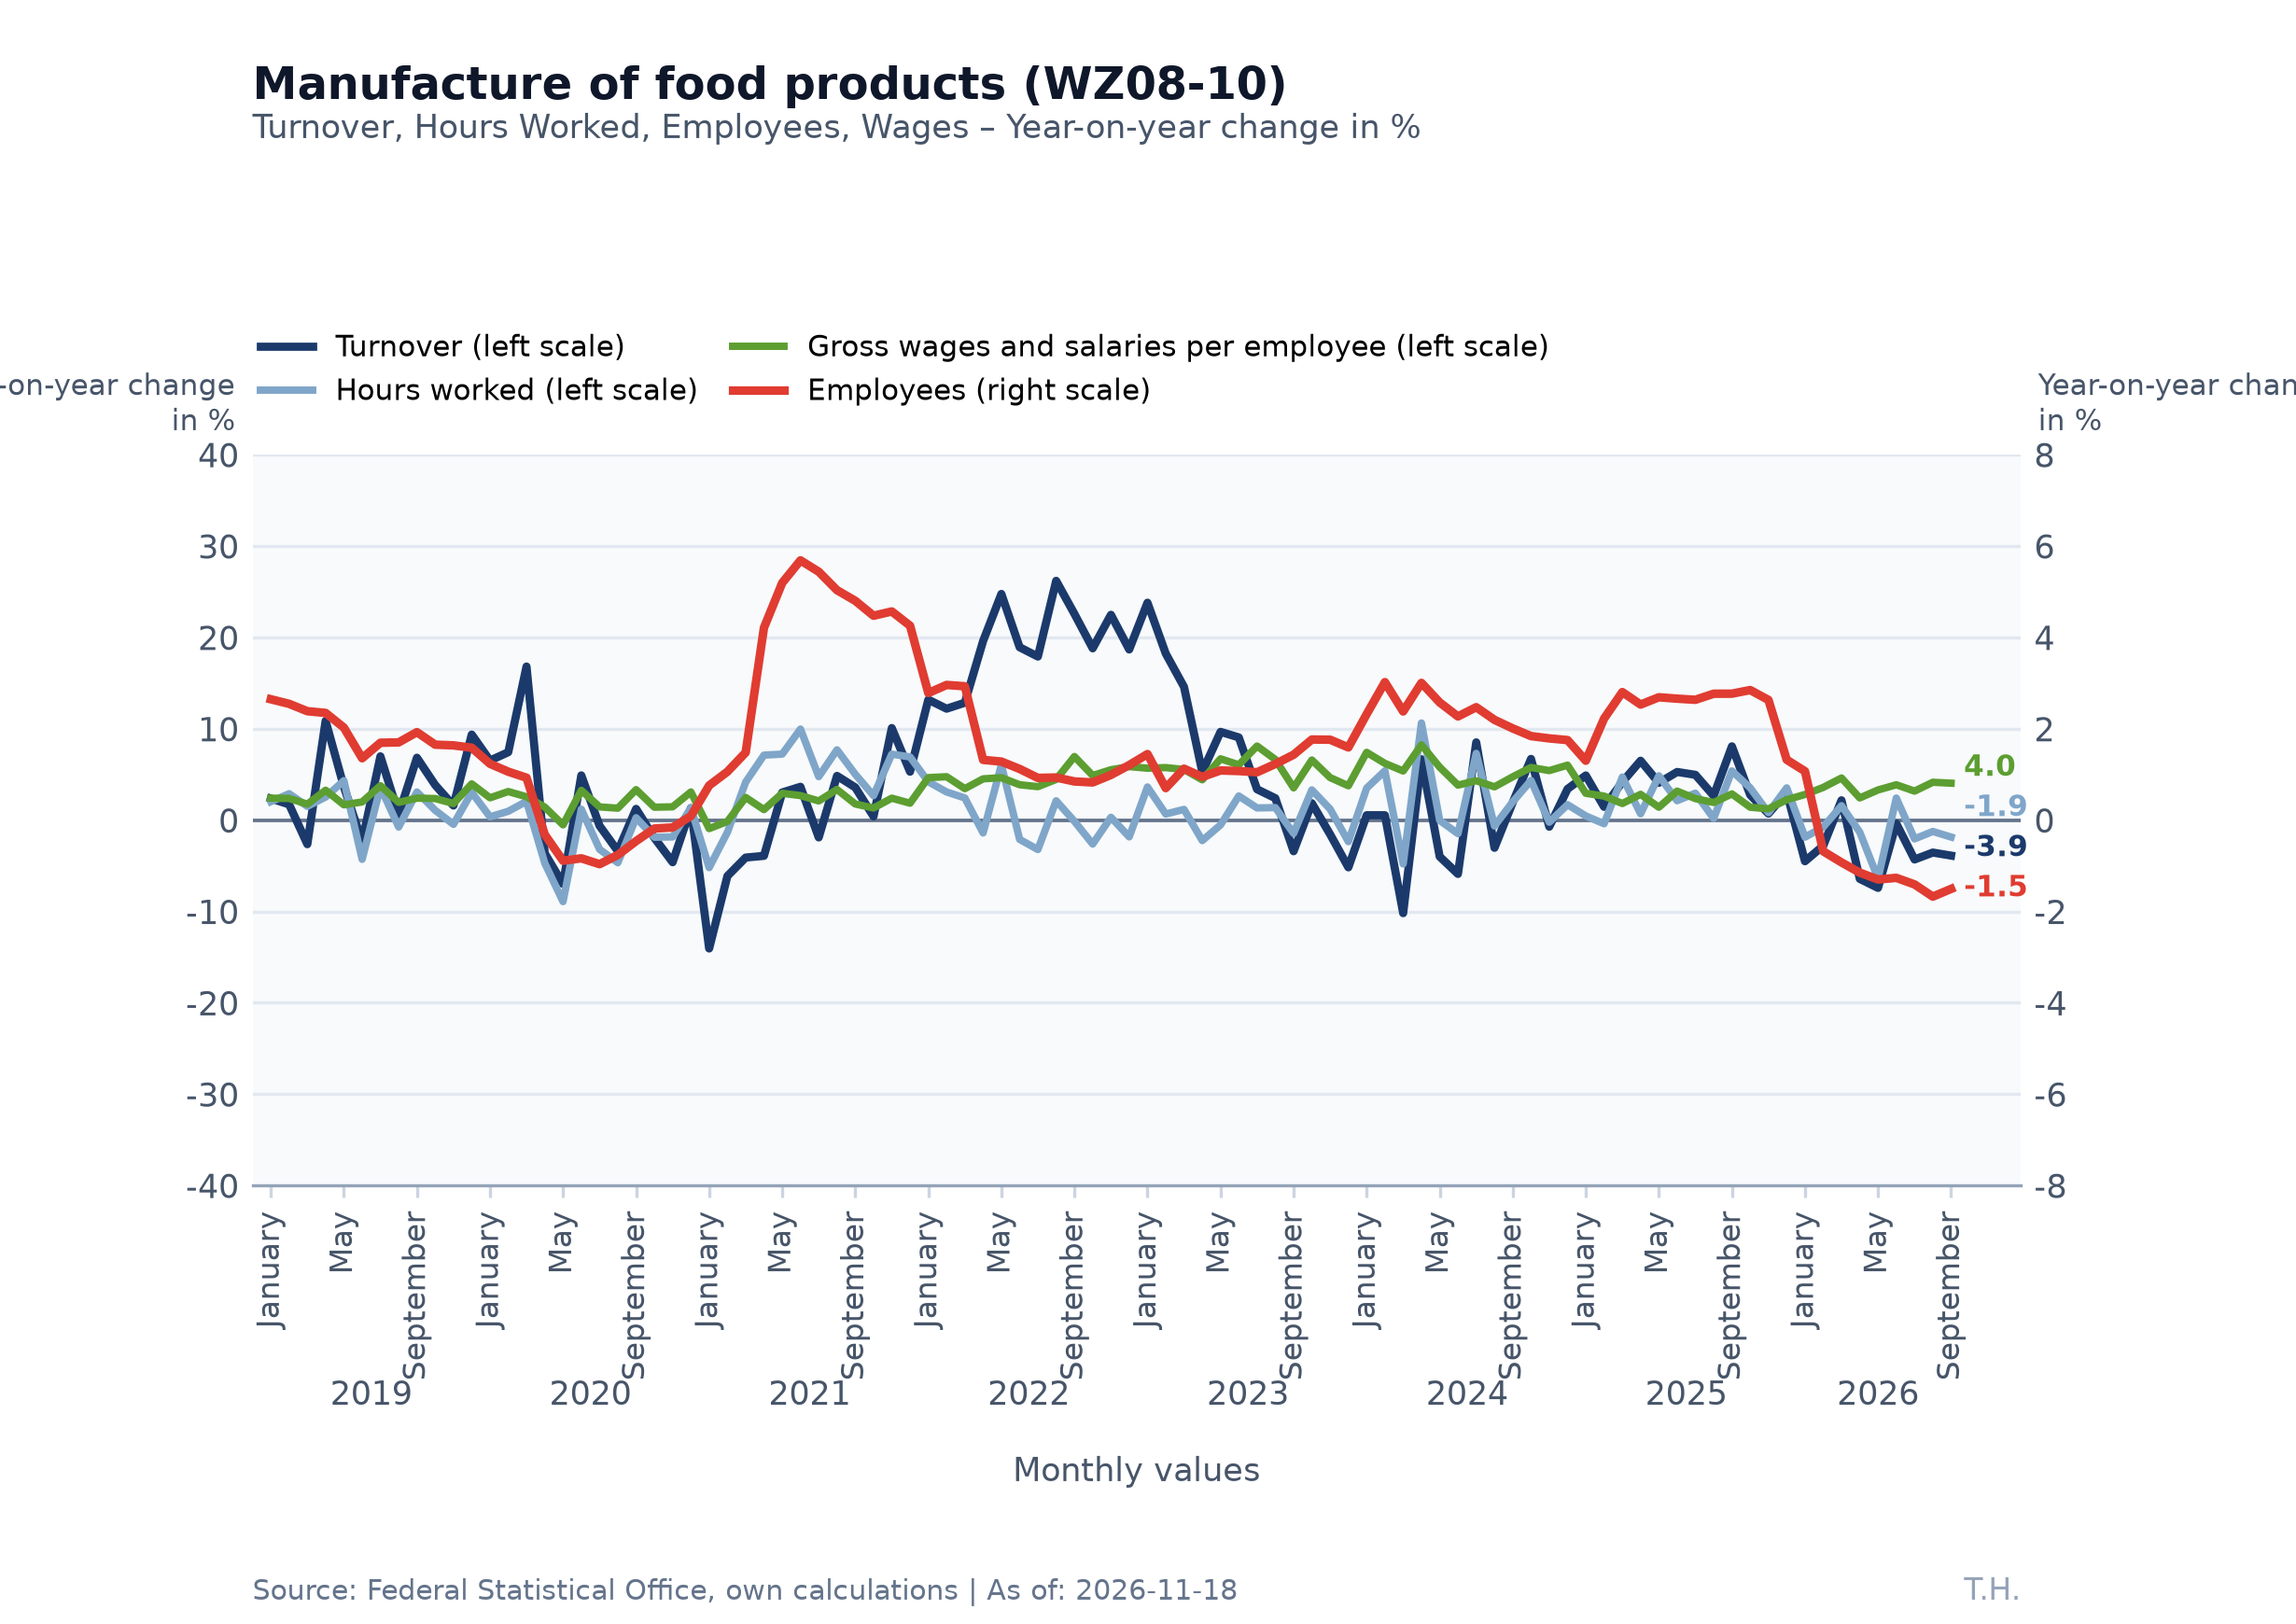 Manufacture of food products (WZ08-10)
Turnover, Hours Worked, Employees, Wages – Year-on-year change in %
Turnover (left scale)
Gross wages and salaries per employee (left scale)
Hours worked (left scale)
Employees (right scale)
-on-year change
in %
Year-on-year chan
in %
40
30
20
10
0
-10
-20
-30
-40
8
6
4
2
0
-2
-4
-6
-8
4.0
-1.9
-3.9
-1.5
January
May
September
January
May
September
January
May
September
January
May
September
January
May
September
January
May
September
January
May
September
January
May
September
2019
2020
2021
2022
2023
2024
2025
2026
Monthly values
Source: Federal Statistical Office, own calculations | As of: 2026-11-18
T.H.